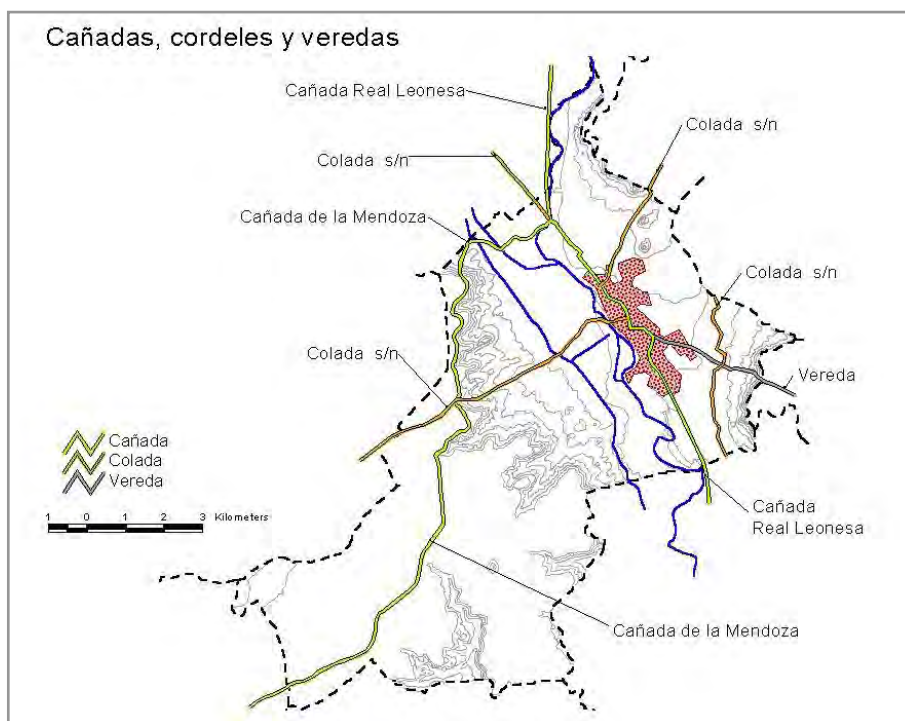 Cañadas, cordeles y veredas
Cañada Real Leonesa
Colada s/n
Colada s/n
Cañada de la Mendoza
Colada s/n
Colada s/n
Vereda
Cañada
Colada
Vereda
1 0 1 2 3 Kilometers
Cañada
Real Leonesa
Cañada de la Mendoza